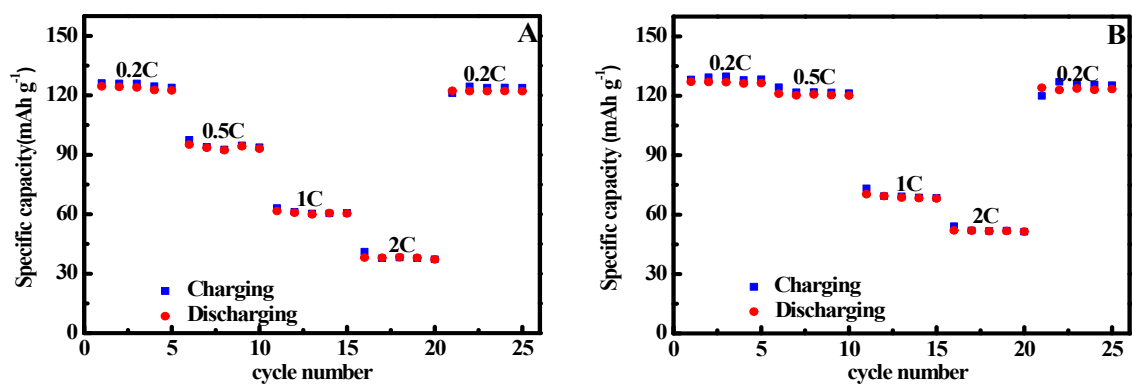 A
150
120
90
60
30
0
Specific capacity(mAh g-1)
0.2C
0.5C
1C
2C
0.2C
Charging
Discharging
0 5 10 15 20 25
cycle number
B
150
120
90
60
30
0
Specific capacity (mAh g-1)
0.2C
0.5C
1C
2C
0.2C
Charging
Discharging
0 5 10 15 20 25
cycle number